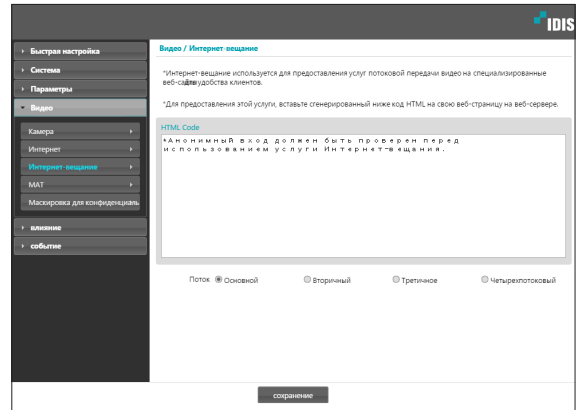 IDIS
Быстрая настройка
Система
Параметры
Видео
Камера
Интернет
Интернет-вещание
MAT
Маскировка для конфиденциаль
влияние
событие
Видео / Интернет-вещание
*Интернет-вещание используется для предоставления услуг потоковой передачи видео на специализированные
веб-сайДляудобства клиентов.
*Для предоставления этой услуги, вставьте сгенерированный ниже код HTML на свою веб-страницу на веб-сервере.
HTML Code
*Анонимный вход должен быть проверен перед
использованием услуги Интернет-вещания.
Поток Основной Вторичный Третичное Четырехпотоковый
сохранение